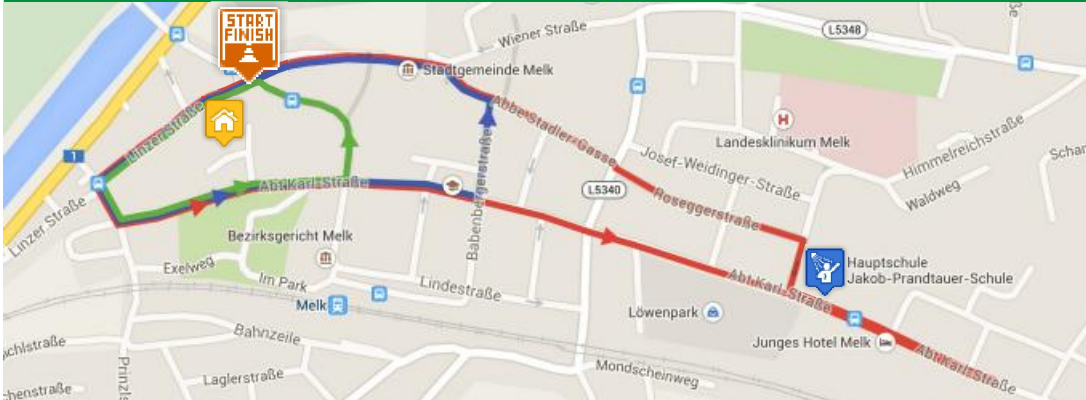 START
FINISH
Wiener Straße
L5348
Stadtgemeinde Melk
Linzer Straße
Abbe-Stadler-Gasse
Landesklinikum Melk
Himmelreichstraße
Josef-Weidinger-Straße
Waldweg
1
Abt-Karl-Straße
L5340
Roseggerstraße
Linzer Straße
Babenbergerstraße
Bezirksgericht Melk
Exelweg
Im Park
Lindestraße
Melk
Hauptschule
Jakob-Prandtauer-Schule
Abt-Karl-Straße
Löwenpark
Junges Hotel Melk
Abt-Karl-Straße
Bahnzeile
Laglerstraße
Mondscheinweg
H